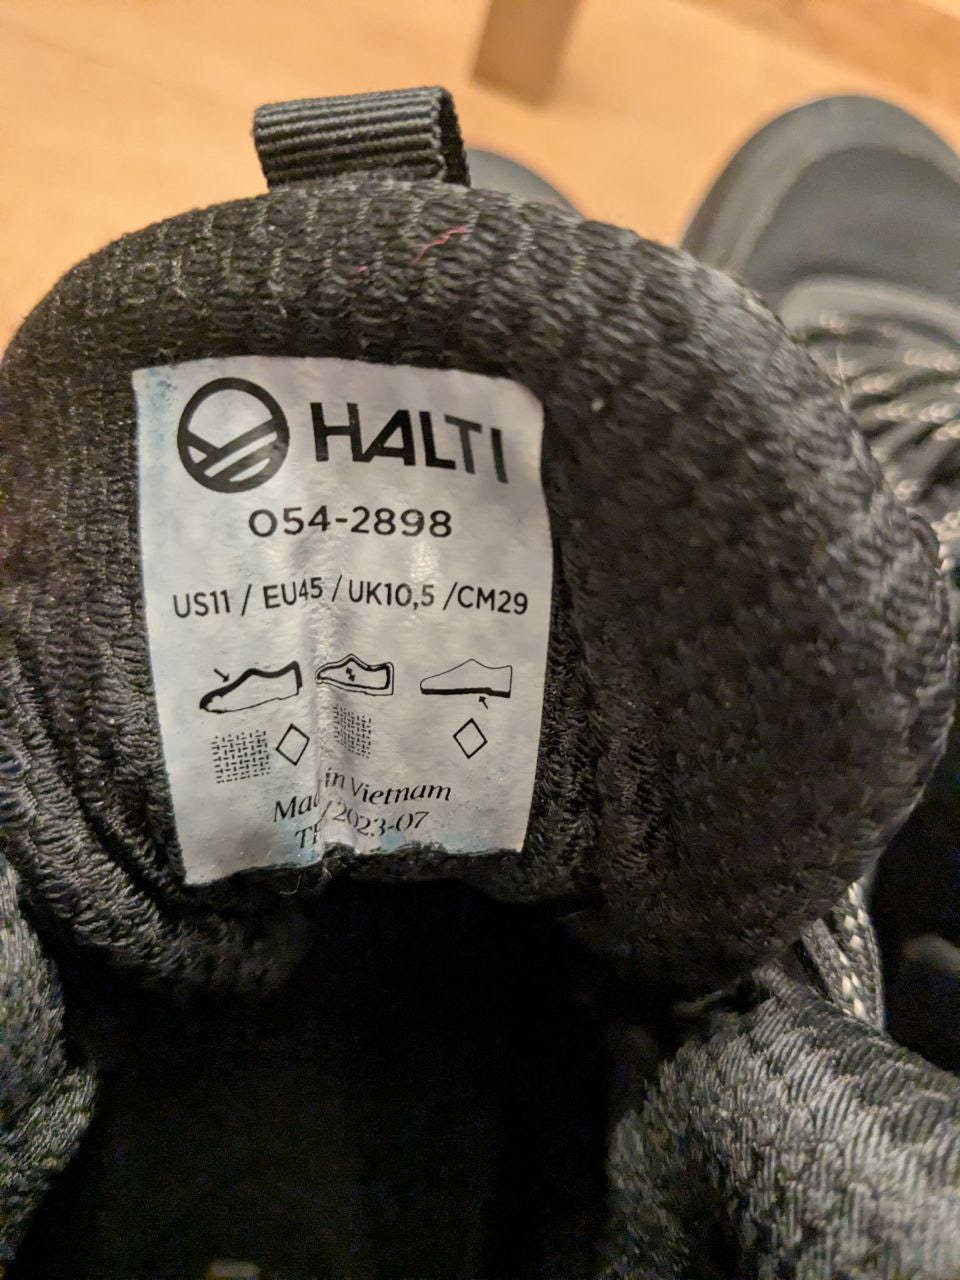 HALTI
054-2898
US11 / EU45 / UK10,5 /CM29
in Vietnam
/ 2023-07